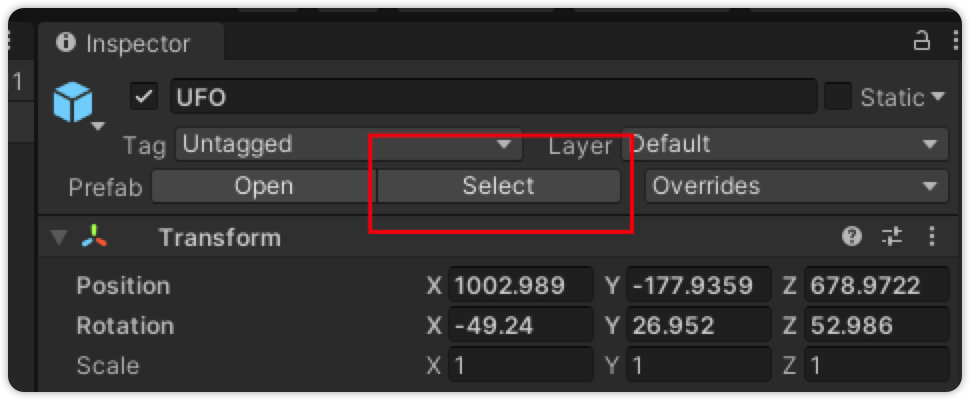 Inspector
1
UFO
Static
Tag Untagged Layer Default
Prefab Open Select Overrides
Transform
Position X 1002.989 Y -177.9359 Z 678.9722
Rotation X -49.24 Y 26.952 Z 52.986
Scale X 1 Y 1 Z 1